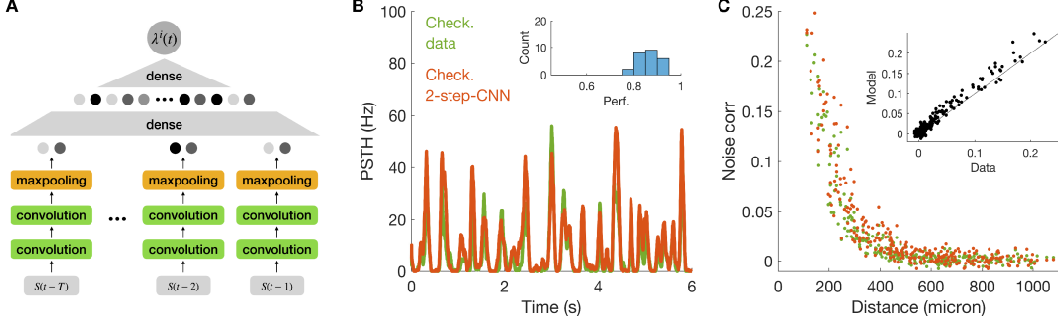 A
λⁱ(t)
dense
dense
maxpooling
maxpooling
maxpooling
convolution
convolution
convolution
convolution
convolution
convolution
S(t − T)
S(t − 2)
S(t − 1)
B
Check.
data
Check.
2-step-CNN
PSTH (Hz)
100
80
60
40
20
0
0
2
4
6
Time (s)
Count
20
10
0
0.6
0.8
1
Perf.
C
Noise corr
0.25
0.2
0.15
0.1
0.05
0
0
200
400
600
800
1000
Distance (micron)
Model
0.2
0.15
0.1
0.05
0
0
0.1
0.2
Data